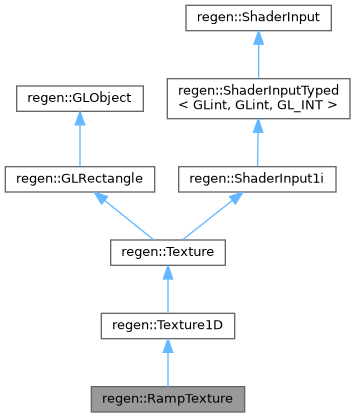 regen::ShaderInput
regen::GLObject
regen::ShaderInputTyped
< GLint, GLint, GL_INT >
regen::GLRectangle
regen::ShaderInput1i
regen::Texture
regen::Texture1D
regen::RampTexture